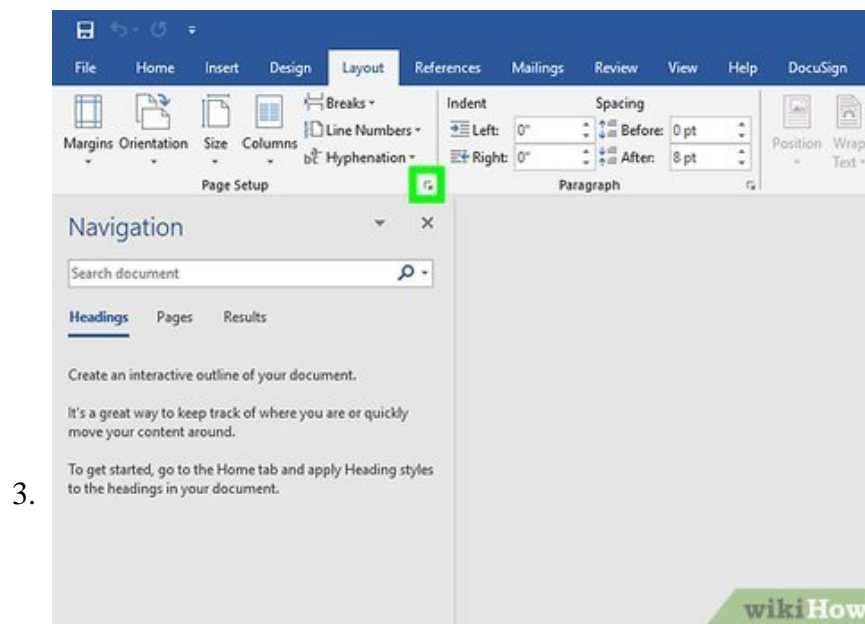 File Home Insert Design Layout References Mailings Review View Help DocuSign
Breaks Indent Spacing
Line Numbers Left: 0" Before: 0 pt
Margins Orientation Size Columns Position Wrap
Hyphenation Right: 0" After: 8 pt Text
Page Setup Paragraph
Navigation
Search document
Headings Pages Results
Create an interactive outline of your document.
It's a great way to keep track of where you are or quickly
move your content around.
To get started, go to the Home tab and apply Heading styles
to the headings in your document.
3.
wikiHow